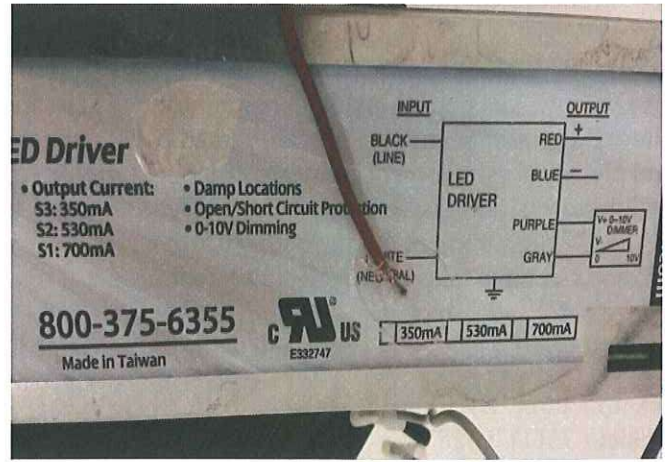 ED Driver
• Output Current:
S3: 350mA
S2: 530mA
S1: 700mA
• Damp Locations
• Open/Short Circuit Protection
• 0-10V Dimming
800-375-6355
Made in Taiwan
C RU® US
E332747
INPUT
OUTPUT
BLACK
(LINE)
LED
DRIVER
RED +
BLUE −
PURPLE
GRAY
V+ 0-10V
DIMMER
V-
0 10V
ITE
(NEUTRAL)
350mA 530mA 700mA